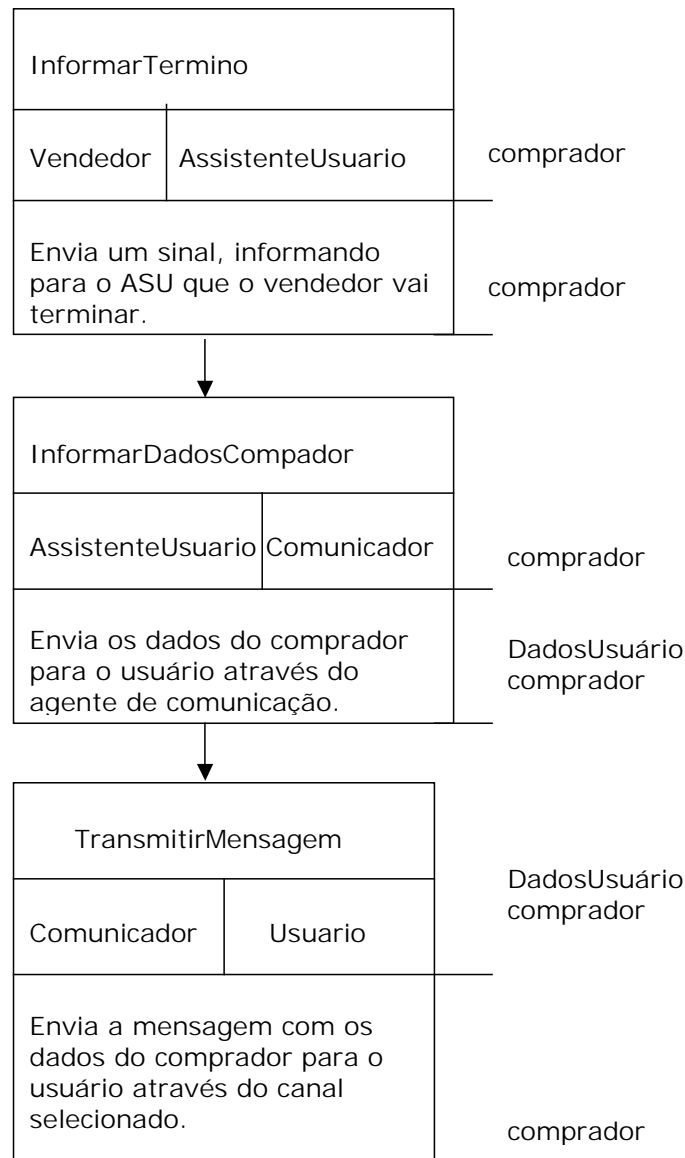 InformarTermino
Vendedor AssistenteUsuario comprador
Envia um sinal, informando
para o ASU que o vendedor vai
terminar.
comprador
InformarDadosCompador
AssistenteUsuario Comunicador comprador
Envia os dados do comprador
para o usuário através do
agente de comunicação.
DadosUsuário
comprador
TransmitirMensagem
DadosUsuário
comprador
Comunicador Usuario
Envia a mensagem com os
dados do comprador para o
usuário através do canal
selecionado.
comprador